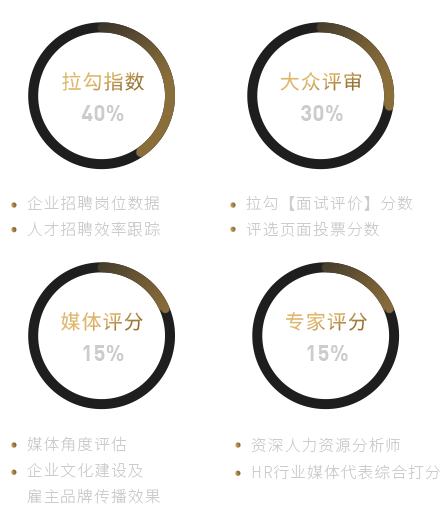 拉勾指数
40%
大众评审
30%
企业招聘岗位数据
人才招聘效率跟踪
拉勾【面试评价】分数
评选页面投票分数
媒体评分
15%
专家评分
15%
媒体角度评估
企业文化建设及
雇主品牌传播效果
资深人力资源分析师
HR行业媒体代表综合打分